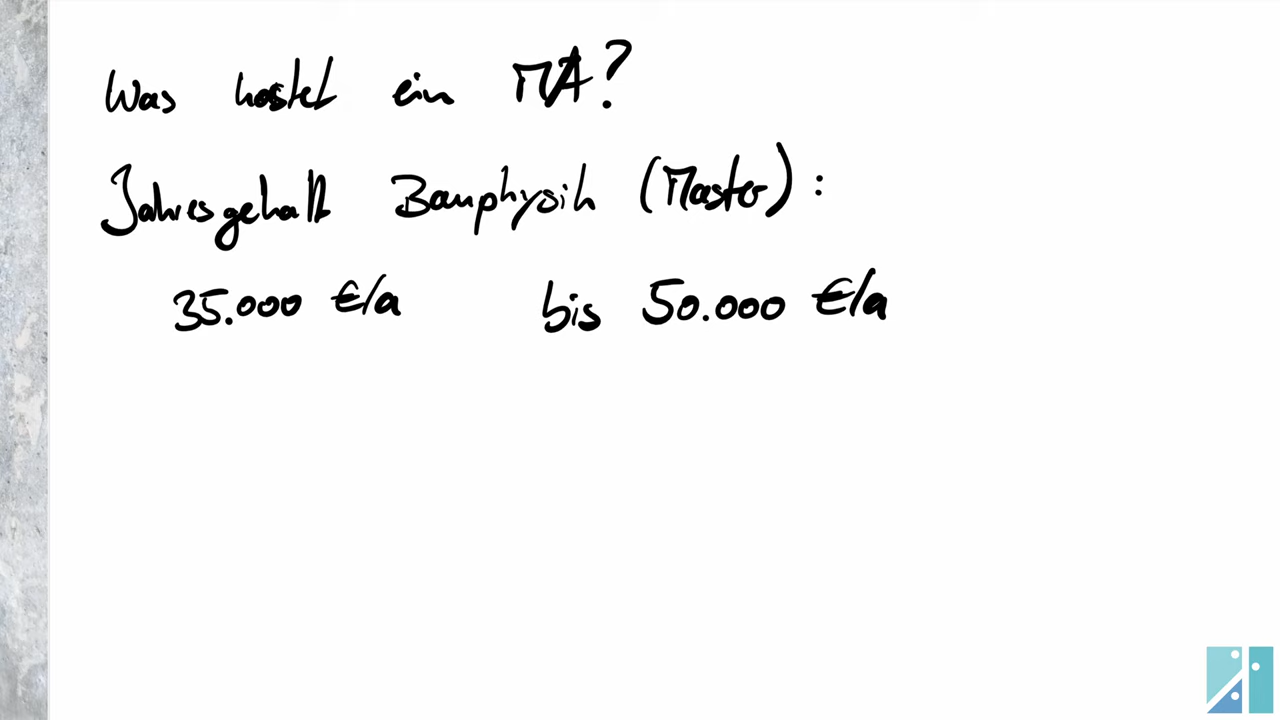 Was kostet ein MA?
Jahresgehalt Bauphysik (Master):
35.000 €/a bis 50.000 €/a